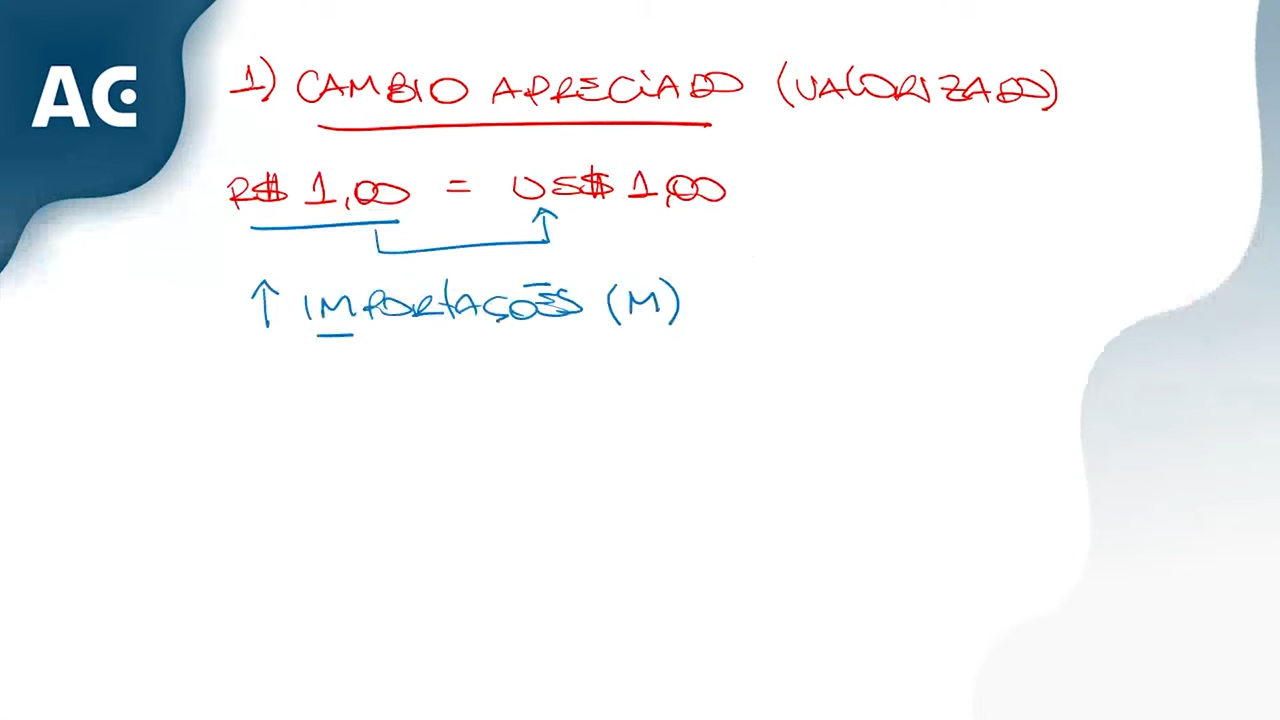 AC
1) CAMBIO APRECIADO (VALORIZADO)
R$ 1,00 = US$ 1,00
↑ IMPORTAÇÕES (M)